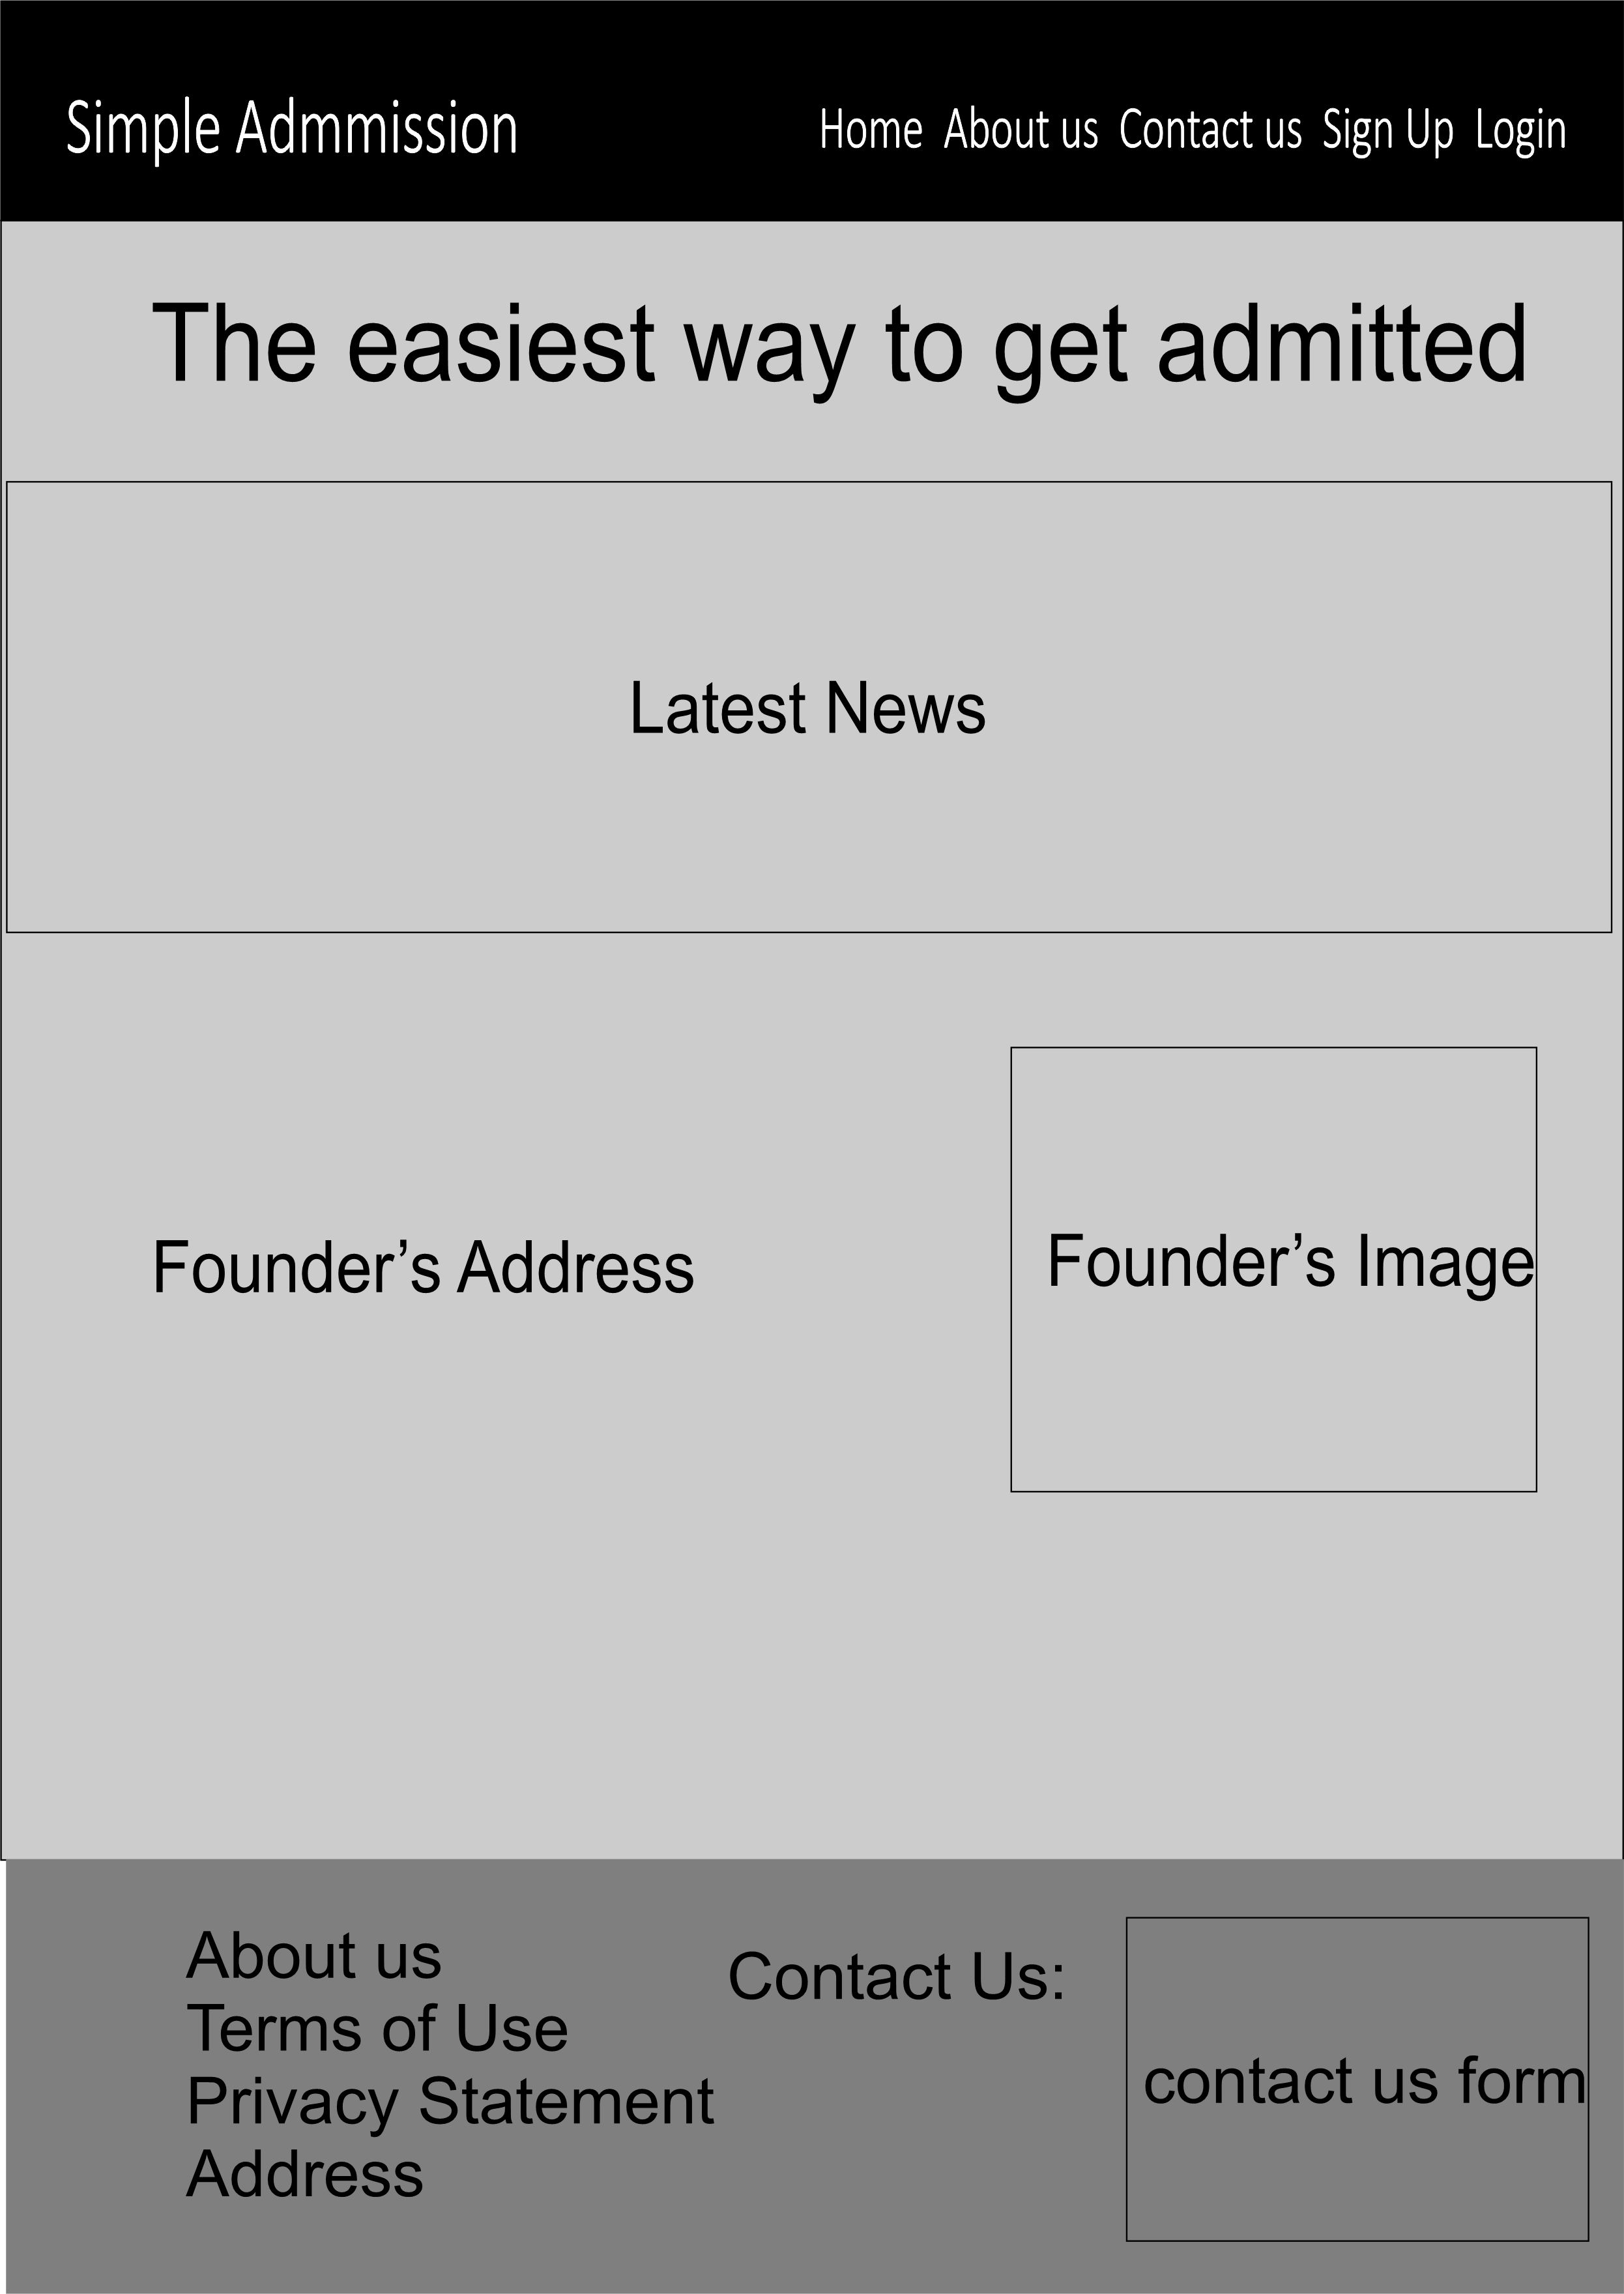 Simple Admmission
Home About us Contact us Sign Up Login
The easiest way to get admitted
Latest News
Founder’s Address
Founder’s Image
About us
Terms of Use
Privacy Statement
Address
Contact Us:
contact us form